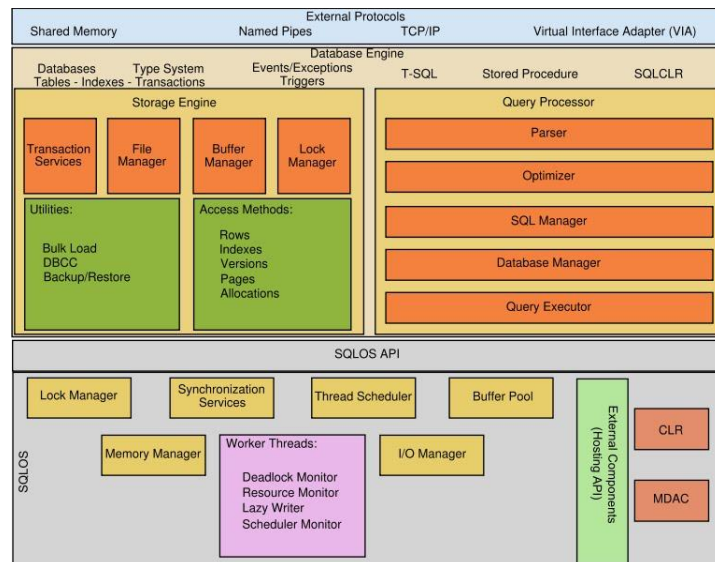 External Protocols
Shared Memory Named Pipes TCP/IP Virtual Interface Adapter (VIA)
Database Engine
Databases Type System Events/Exceptions T-SQL Stored Procedure SQLCLR
Tables - Indexes - Transactions Triggers
Storage Engine
Transaction
Services
File
Manager
Buffer
Manager
Lock
Manager
Utilities:
Bulk Load
DBCC
Backup/Restore
Access Methods:
Rows
Indexes
Versions
Pages
Allocations
Query Processor
Parser
Optimizer
SQL Manager
Database Manager
Query Executor
SQLOS API
SQLOS
Lock Manager
Synchronization
Services
Thread Scheduler
Buffer Pool
Memory Manager
Worker Threads:
Deadlock Monitor
Resource Monitor
Lazy Writer
Scheduler Monitor
I/O Manager
External Components
(Hosting API)
CLR
MDAC